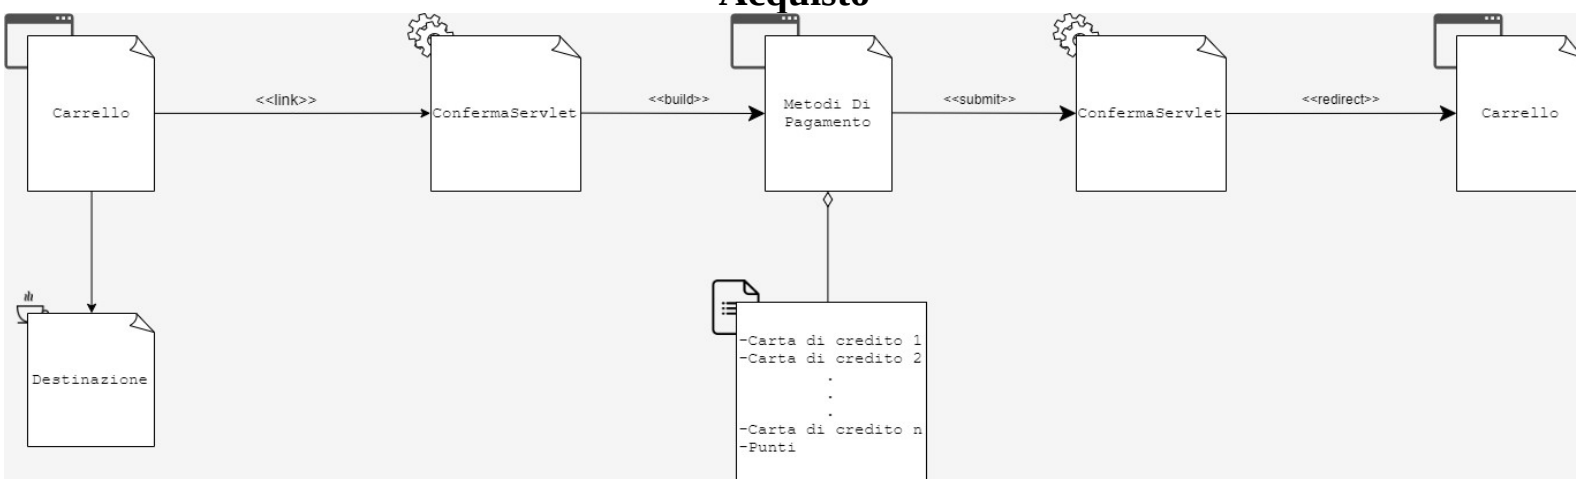 Acquisto
Carrello
<<link>>
ConfermaServlet
<<build>>
Metodi Di
Pagamento
<<submit>>
ConfermaServlet
<<redirect>>
Carrello
Destinazione
-Carta di credito 1
-Carta di credito 2
.
.
.
-Carta di credito n
-Punti